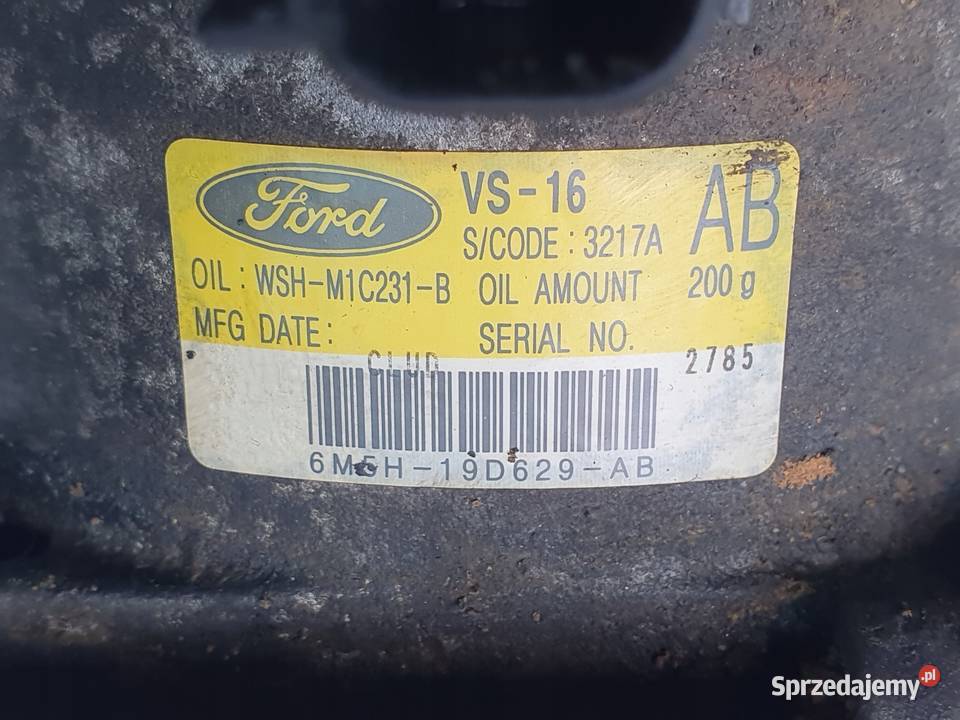 Ford VS-16 AB
S/CODE : 3217A
OIL : WSH-M1C231-B OIL AMOUNT 200 g
MFG DATE : SERIAL NO.
CLUD 2785
6M5H-19D629-AB
Sprzedajemy.pl